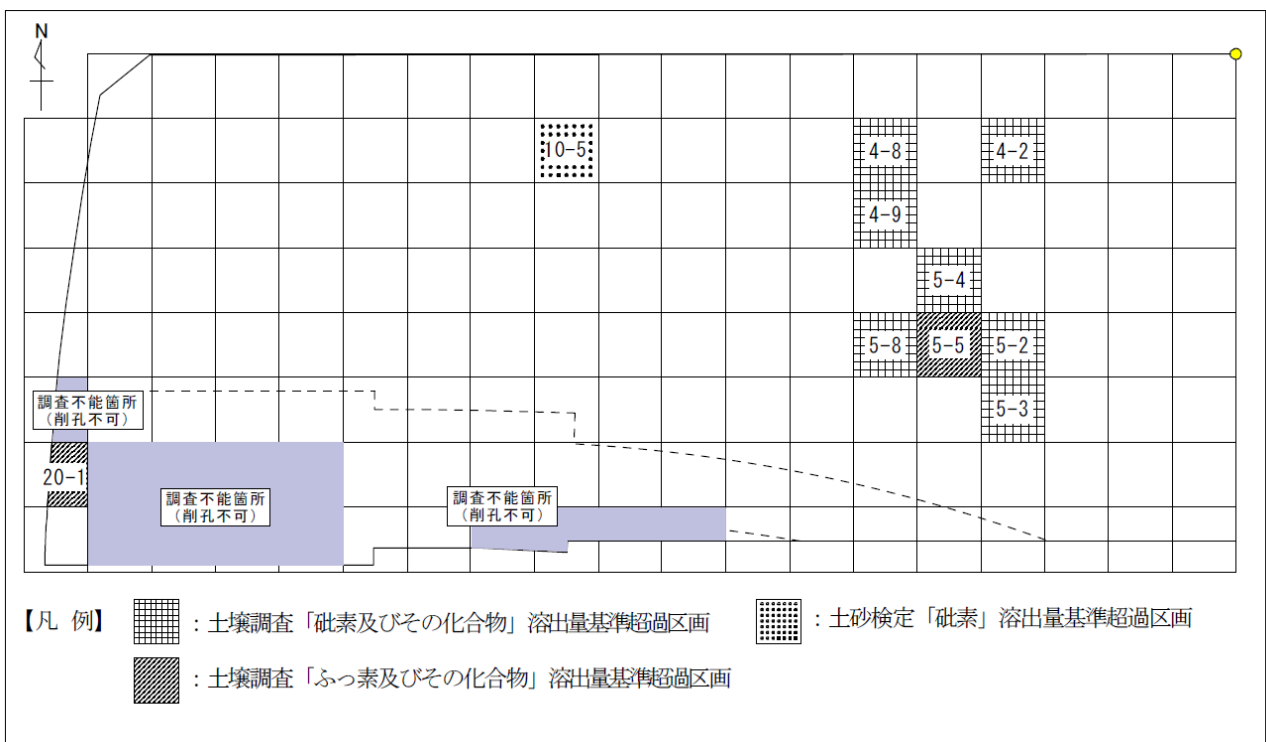 N
10-5
4-8
4-2
4-9
5-4
5-8
5-5
5-2
調査不能箇所
(削孔不可)
5-3
20-1
調査不能箇所
(削孔不可)
調査不能箇所
(削孔不可)
【凡 例】
:土壌調査「砒素及びその化合物」溶出量基準超過区画
:土砂検定「砒素」溶出量基準超過区画
:土壌調査「ふっ素及びその化合物」溶出量基準超過区画